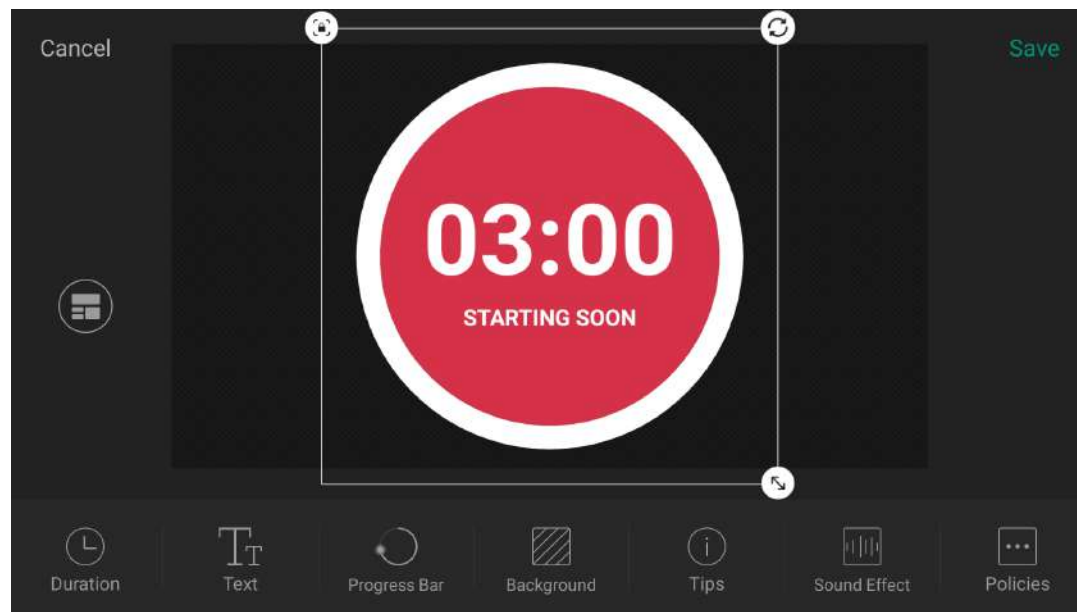 Cancel
Save
03:00
STARTING SOON
Duration
Text
Progress Bar
Background
Tips
Sound Effect
Policies